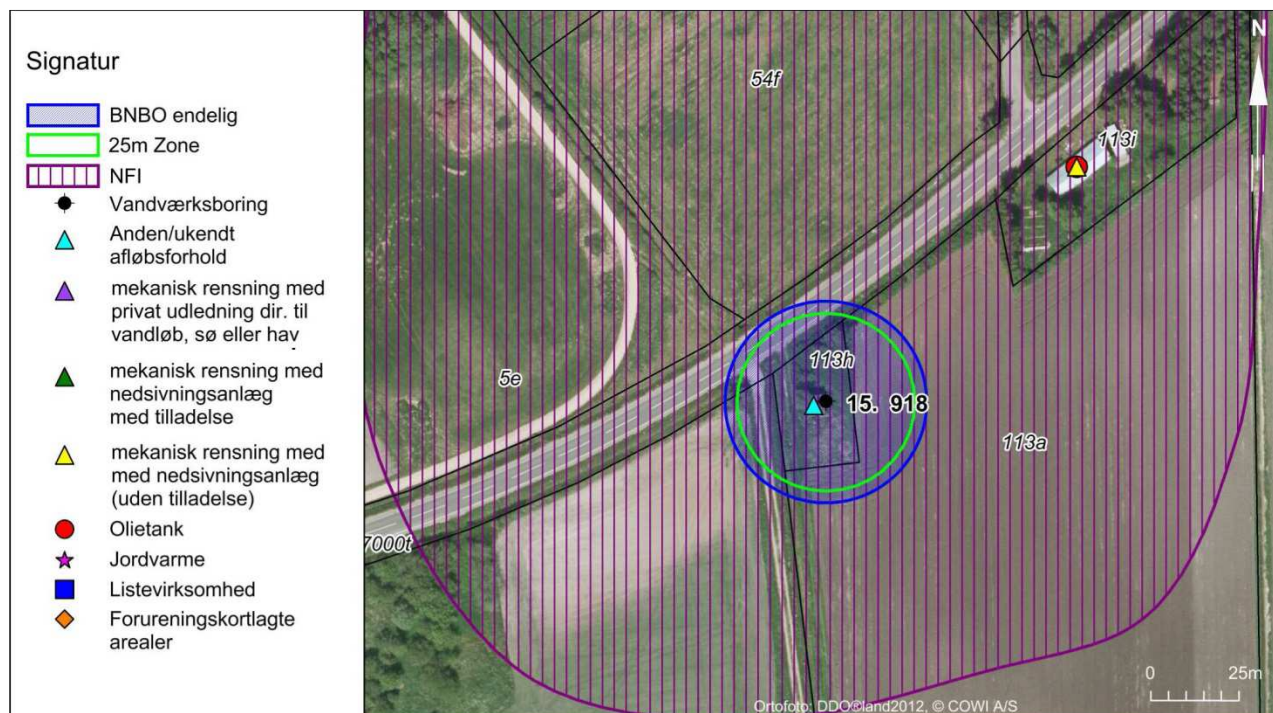 Signatur
BNBO endelig
25m Zone
NFI
Vandværksboring
Anden/ukendt
afløbsforhold
mekanisk rensning med
privat udledning dir. til
vandløb, sø eller hav
mekanisk rensning med
nedsivningsanlæg
med tilladelse
mekanisk rensning med
med nedsivningsanlæg
(uden tilladelse)
Olietank
Jordvarme
Listevirksomhed
Forureningskortlagte
arealer
N
54f
113i
113h
5e
15. 918
113a
7000t
0 25m
Ortofoto: DDO®land2012, © COWI A/S